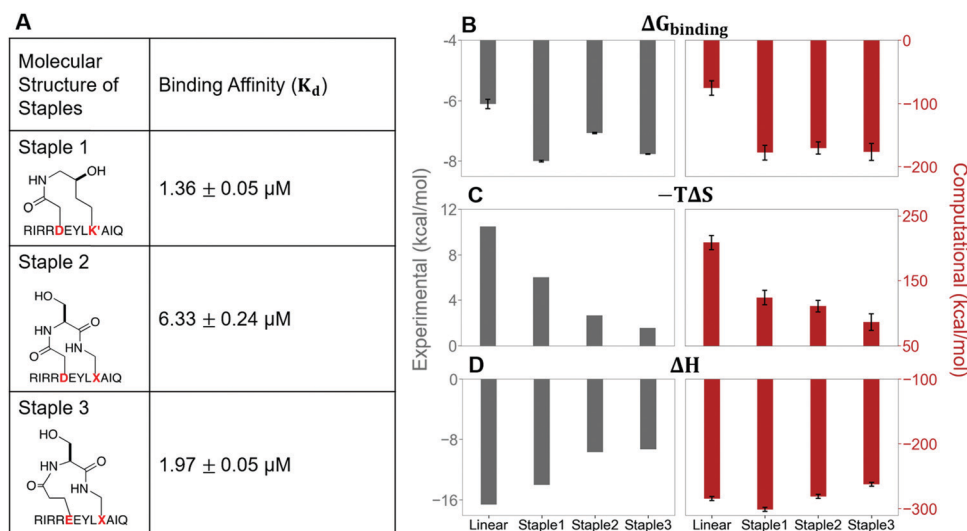 A
Molecular
Structure of
Staples
Binding Affinity (K_d)
Staple 1
OH
HN
O
RIRRDEYLK'AIQ
1.36 ± 0.05 µM
Staple 2
HO
HN
O
HN
O
RIRRDEYLXAIQ
6.33 ± 0.24 µM
Staple 3
HO
HN
O
O
HN
RIRREEYLXAIQ
1.97 ± 0.05 µM
B
ΔG_binding
-4
-6
-8
0
−100
−200
C
−TΔS
12
8
4
0
250
150
50
D
ΔH
0
-8
-16
−100
−200
−300
Experimental (kcal/mol)
Computational (kcal/mol)
Linear Staple1 Staple2 Staple3
Linear Staple1 Staple2 Staple3